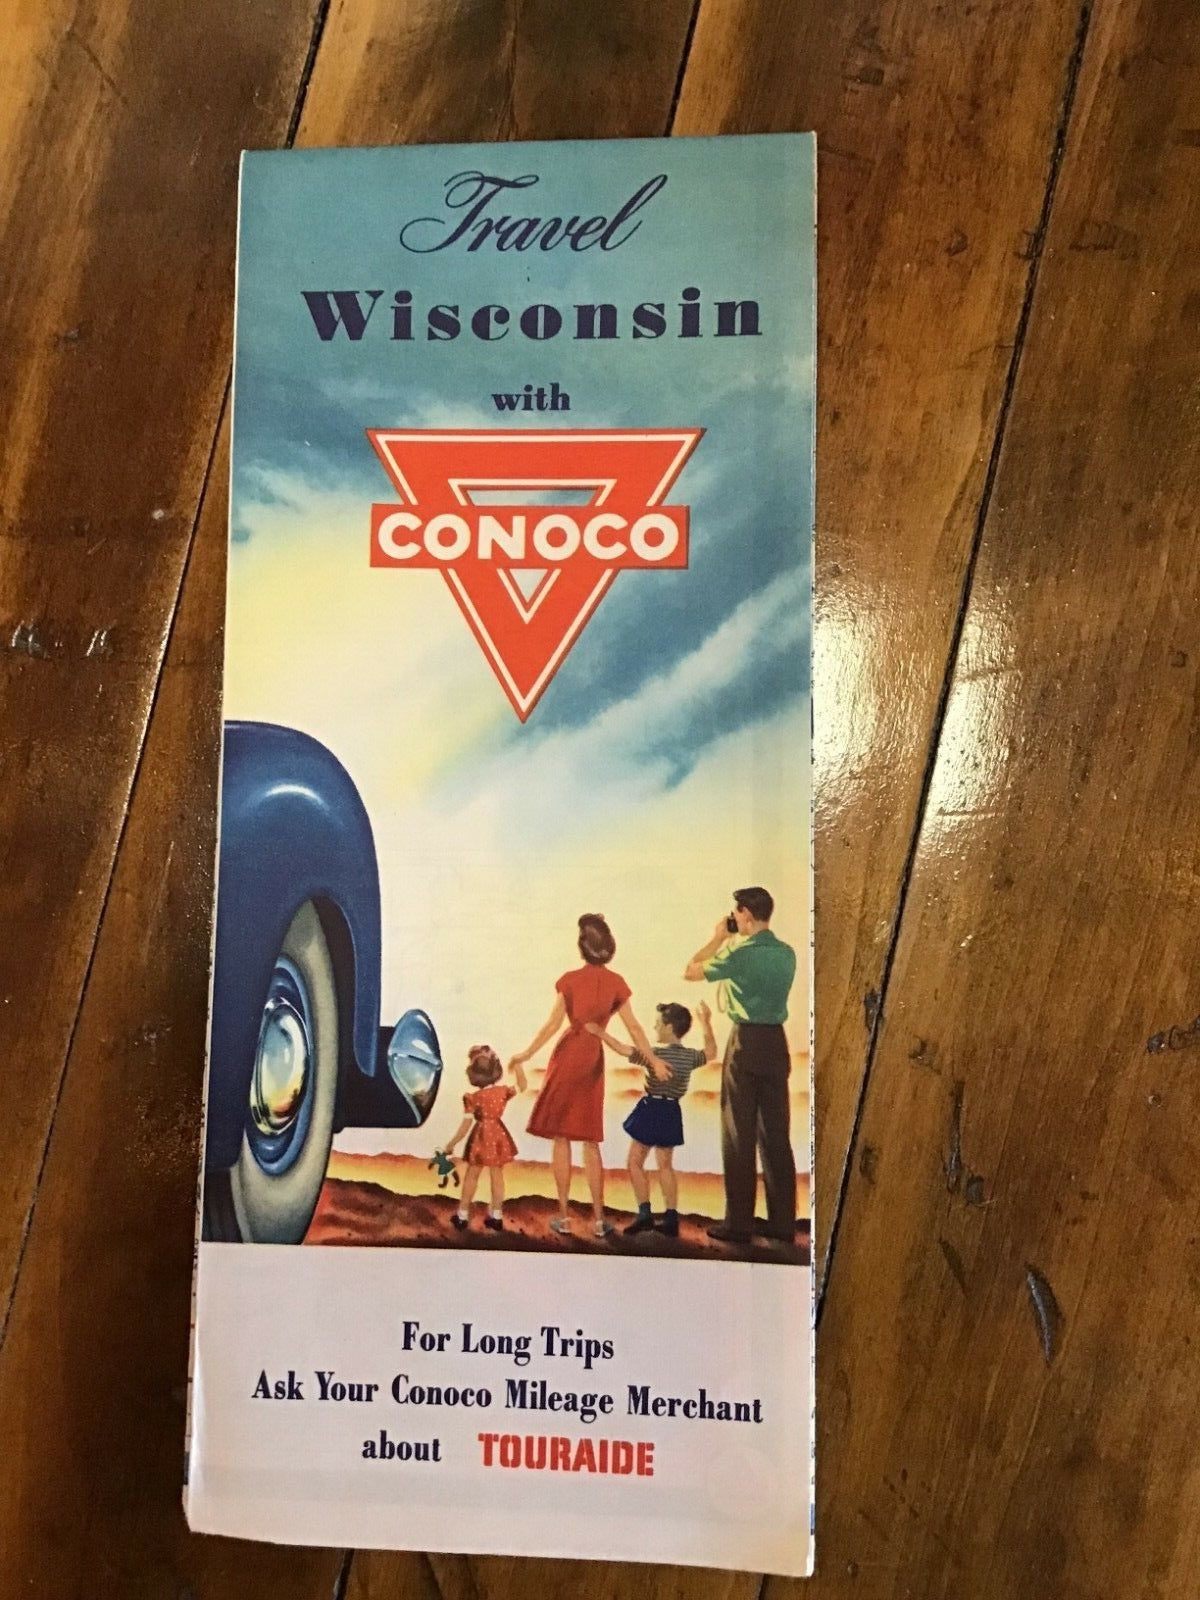 Travel
Wisconsin
with
CONOCO
For Long Trips
Ask Your Conoco Mileage Merchant
about TOURAIDE